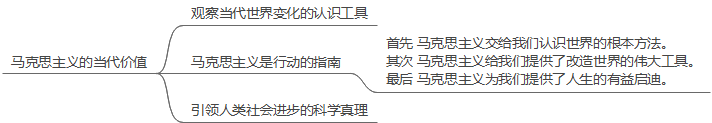 观察当代世界变化的认识工具
马克思主义的当代价值
马克思主义是行动的指南
首先 马克思主义交给我们认识世界的根本方法。
其次 马克思主义给我们提供了改造世界的伟大工具。
最后 马克思主义为我们提供了人生的有益启迪。
引领人类社会进步的科学真理